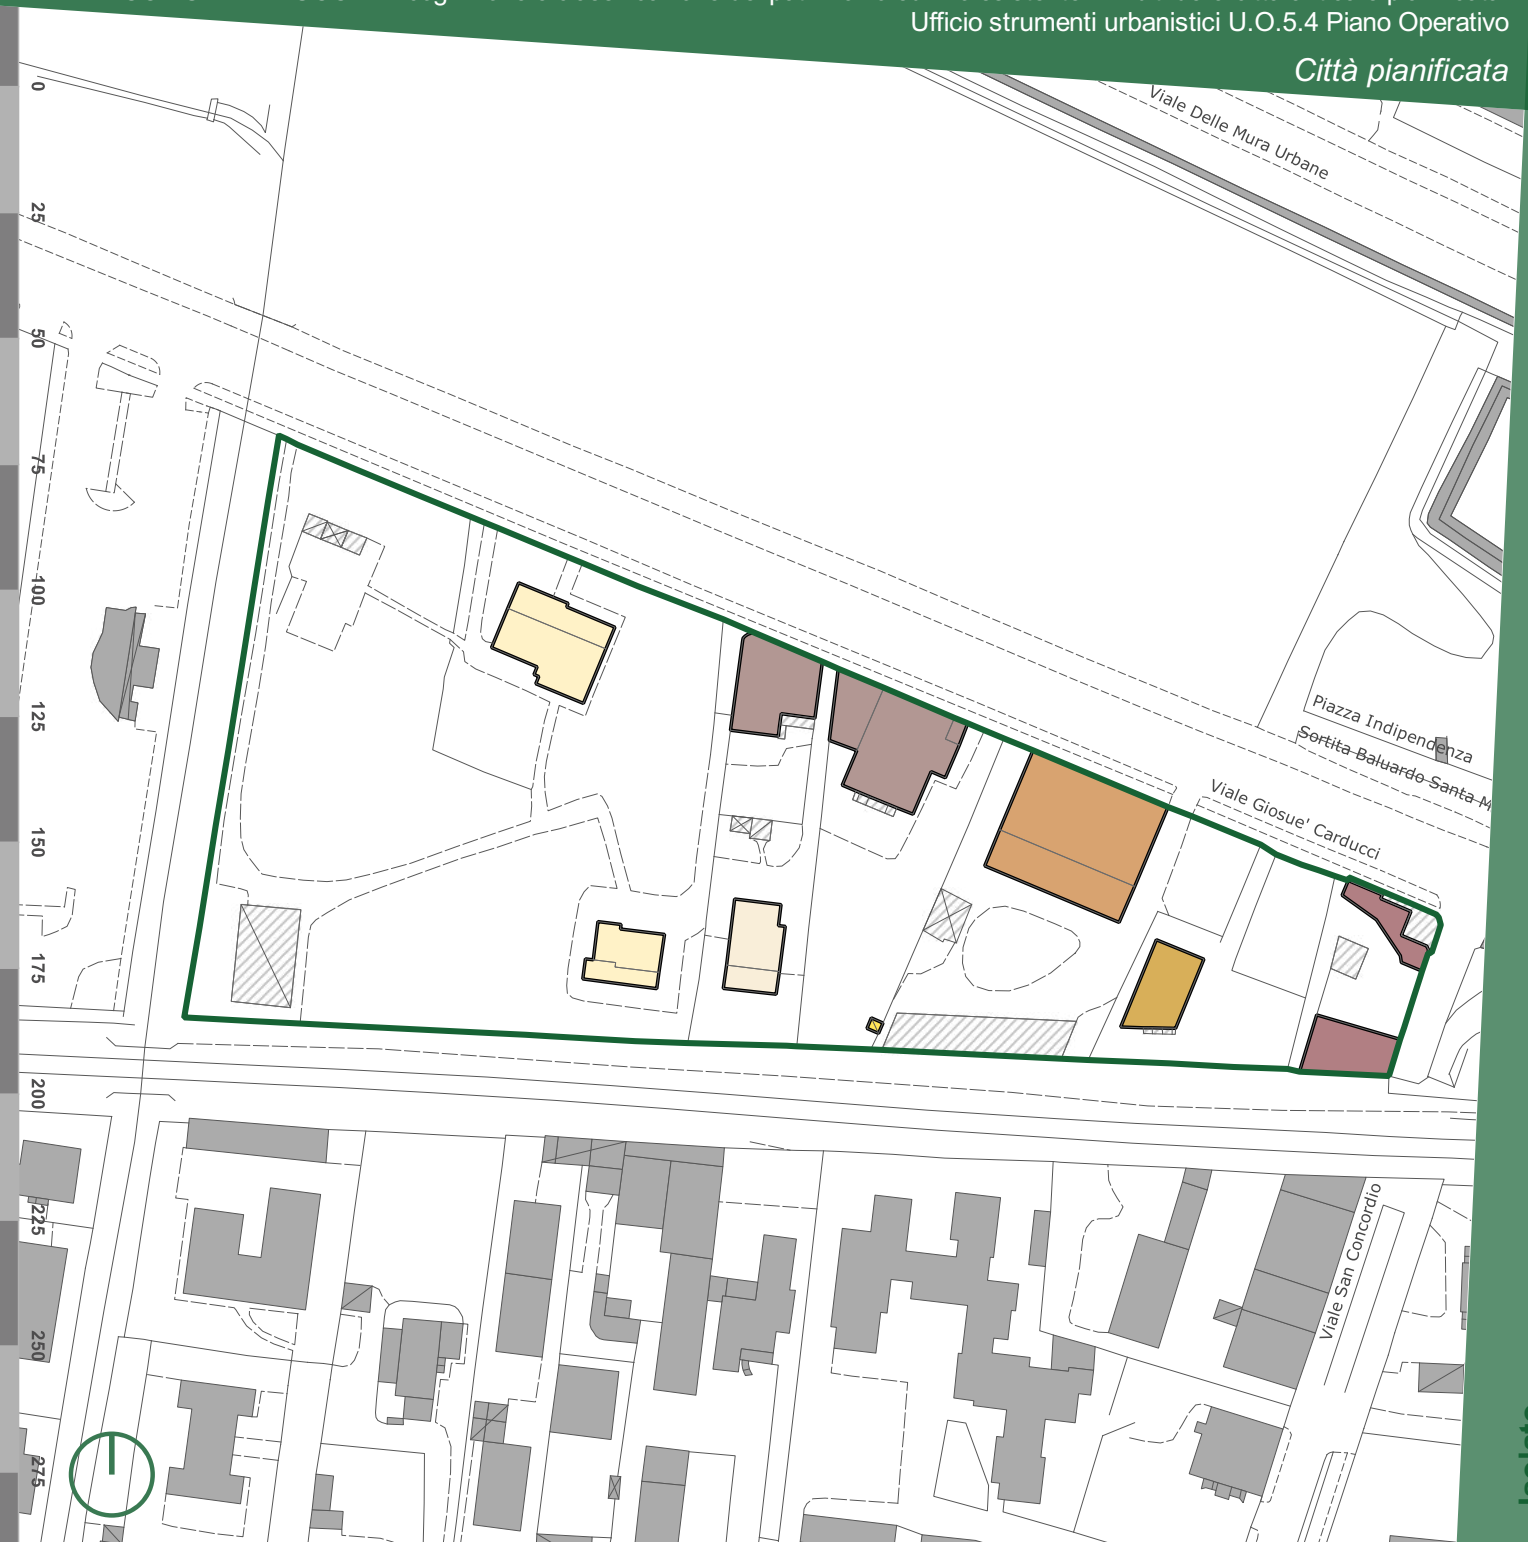 Ufficio strumenti urbanistici U.O.5.4 Piano Operativo
Città pianificata
Viale Delle Mura Urbane
0
25
50
75
100
125
150
175
200
225
250
275
Piazza Indipendenza
Sortita Baluardo Santa M
Viale Giosue' Carducci
Viale San Concordio